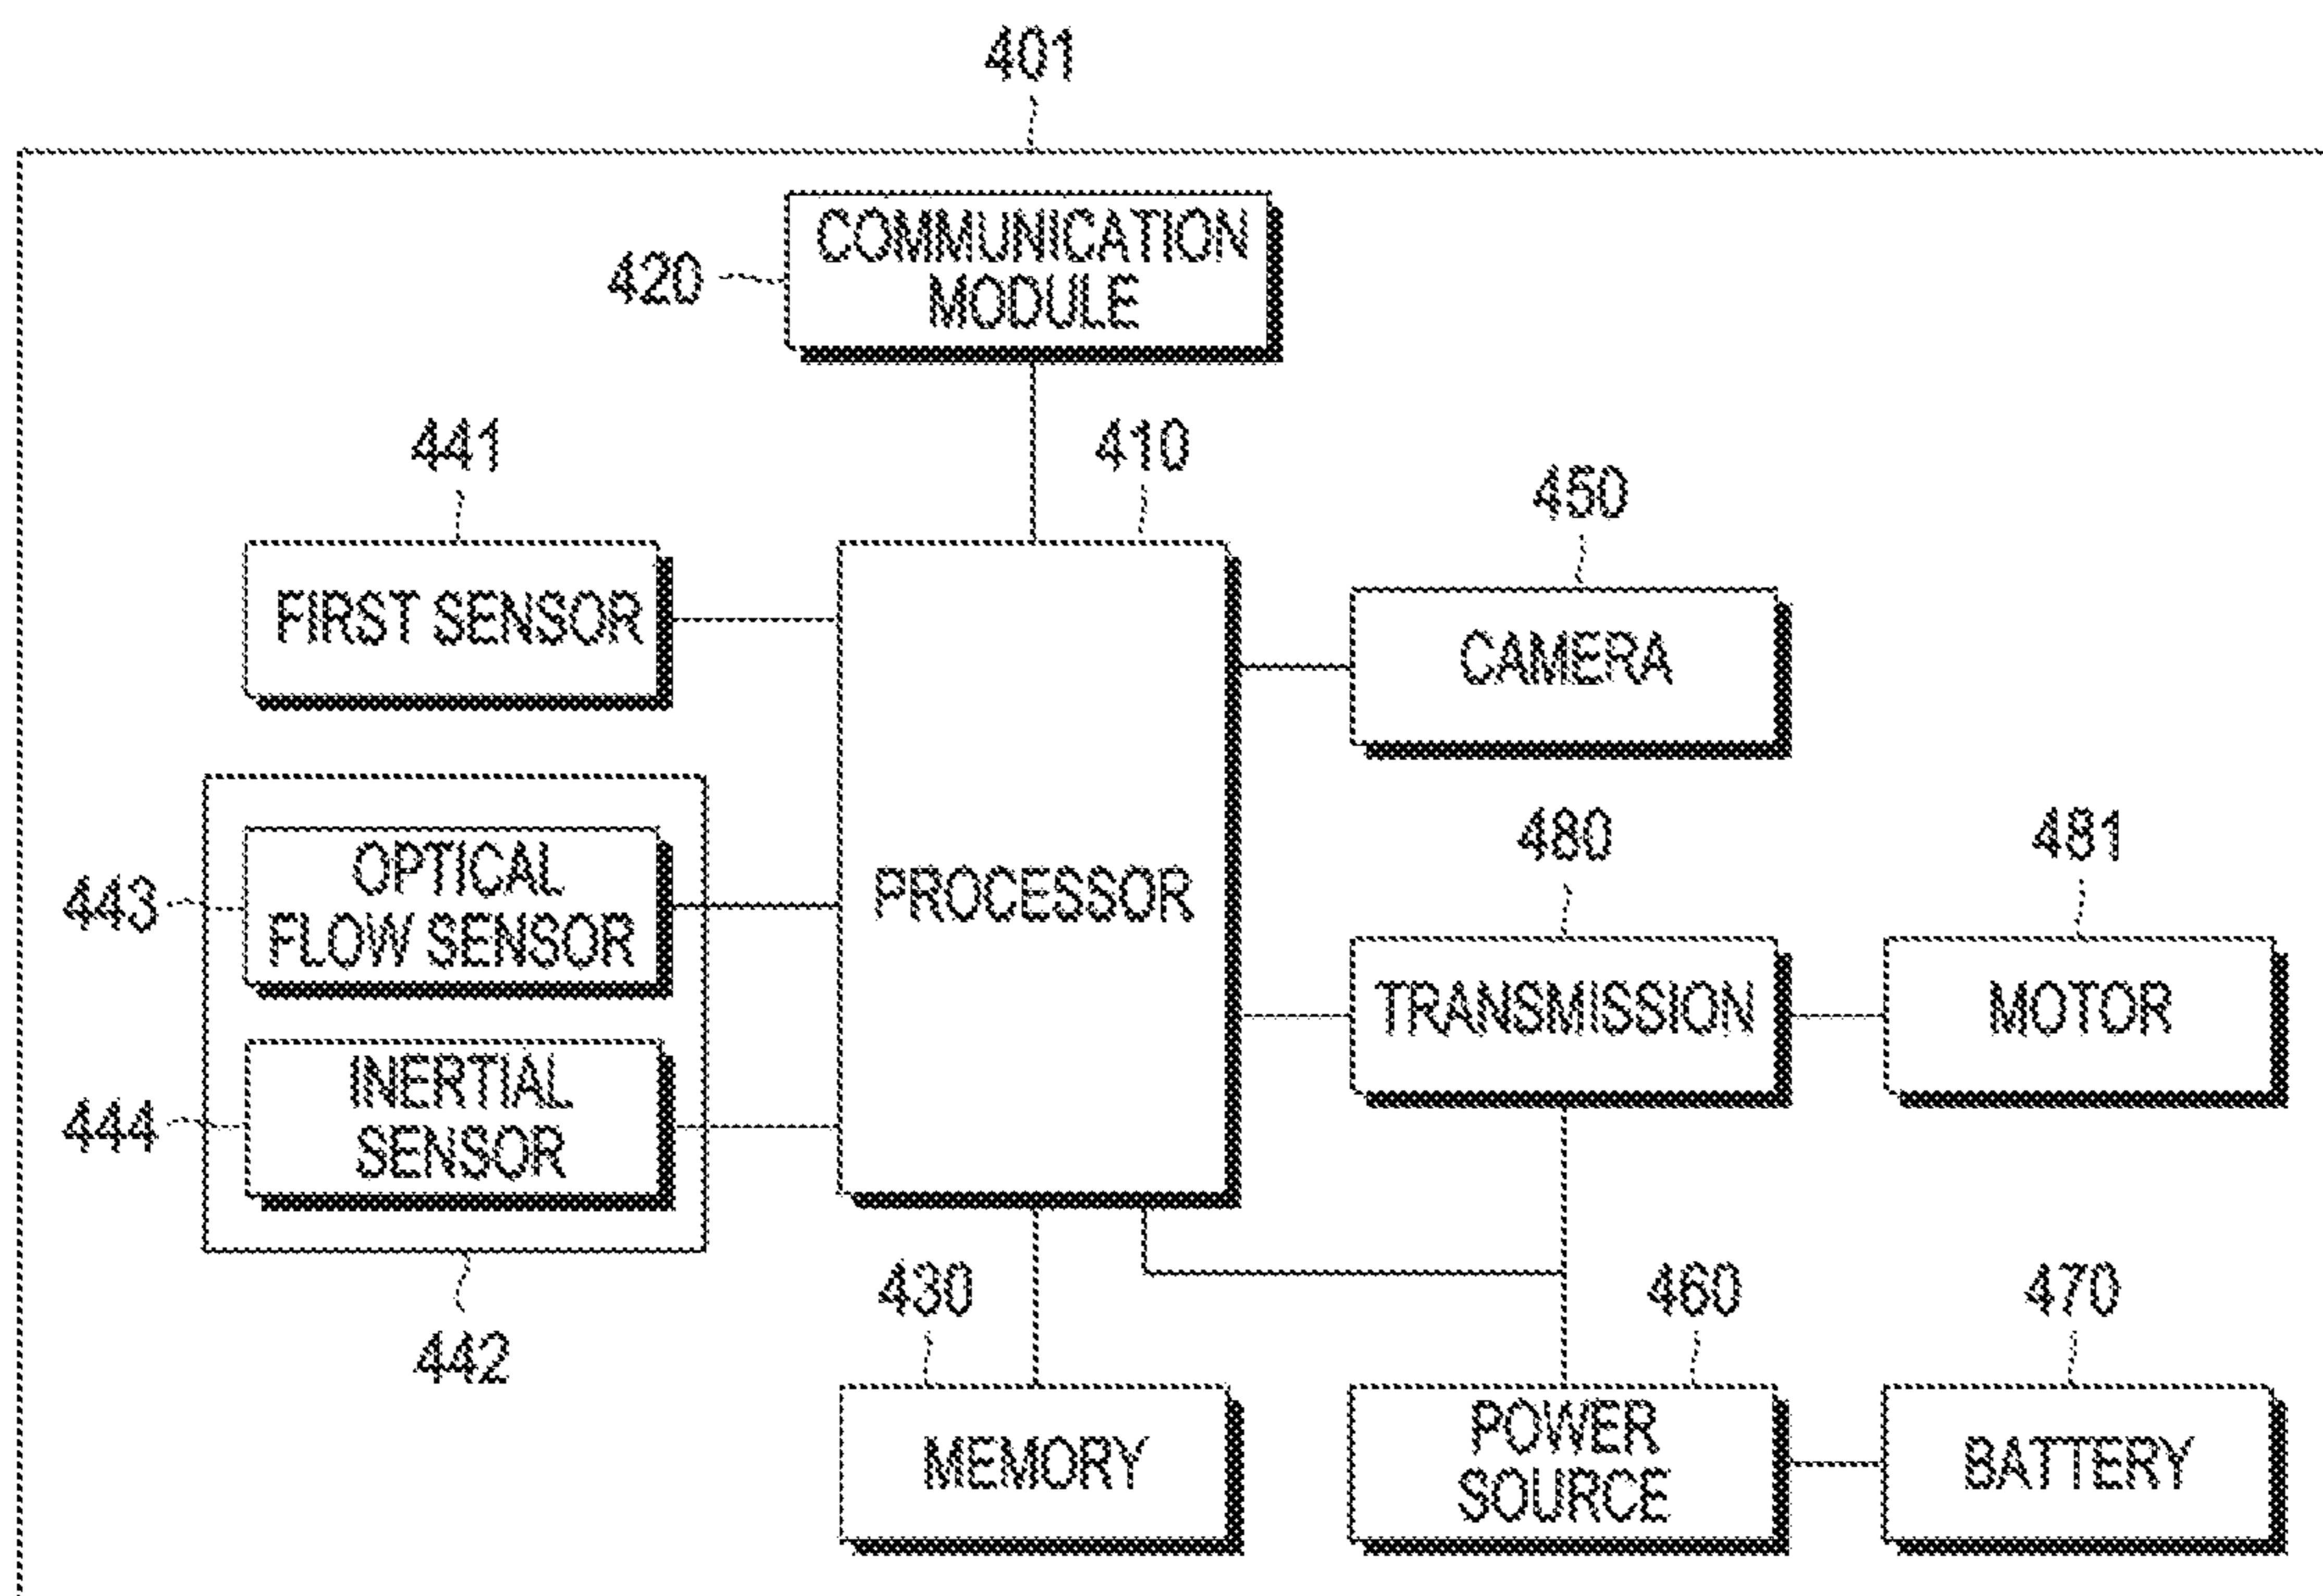 401
COMMUNICATION
MODULE
420
441
410
450
FIRST SENSOR
CAMERA
480
481
OPTICAL
FLOW SENSOR
443
PROCESSOR
TRANSMISSION
MOTOR
INERTIAL
SENSOR
444
442
430
460
470
MEMORY
POWER
SOURCE
BATTERY